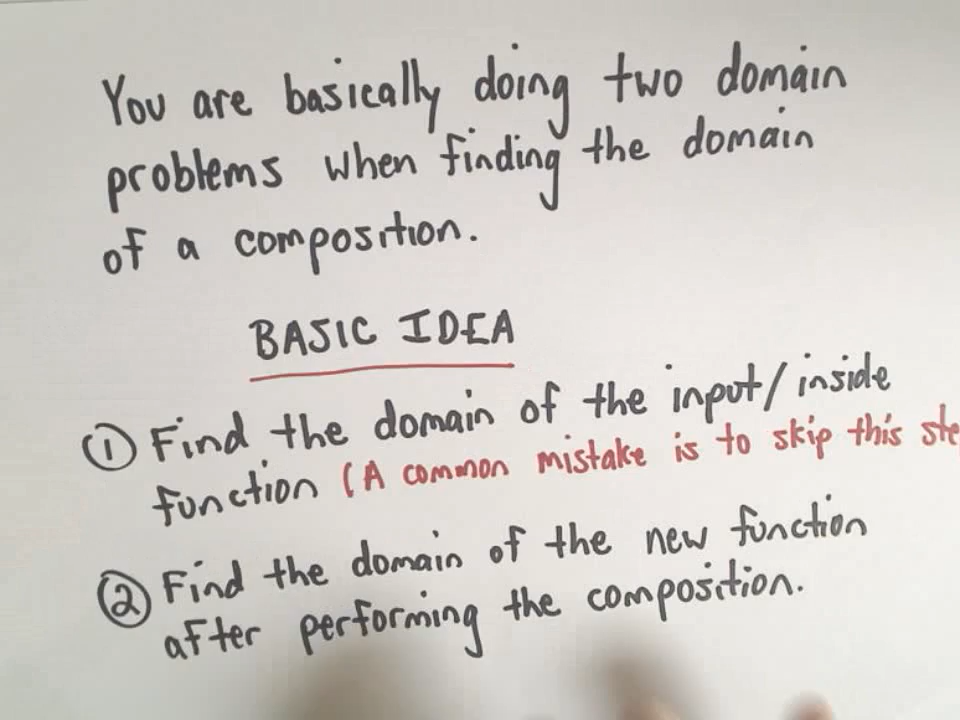 You are basically doing two domain
problems when finding the domain
of a composition.
BASIC IDEA
① Find the domain of the input/inside
function (A common mistake is to skip this
② Find the domain of the new function
after performing the composition.